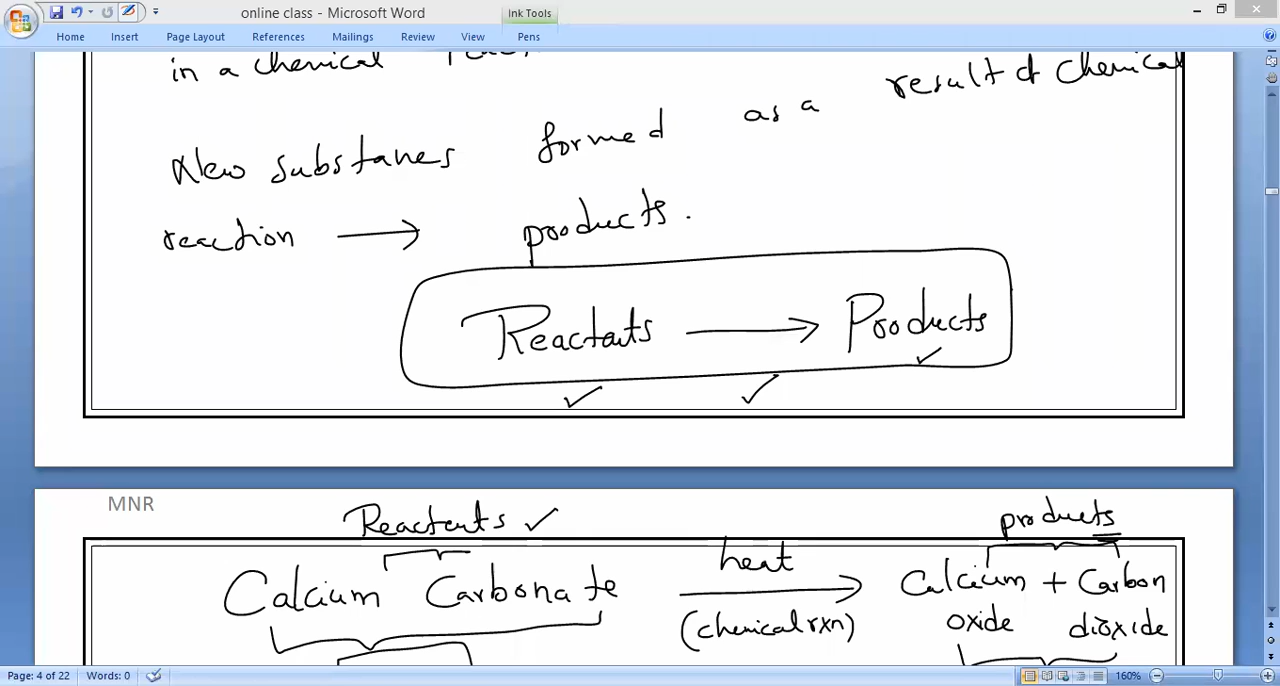 online class - Microsoft Word
Ink Tools
Home Insert Page Layout References Mailings Review View Pens
in a chemical
result of chemical
New substanes formed as a
reaction → products.
Reactants → Products
MNR
Reactants ✓ products
Calcium Carbonate heat → Calcium + Carbon
(chemical rxn) oxide dioxide
Page: 4 of 22 Words: 0 160%